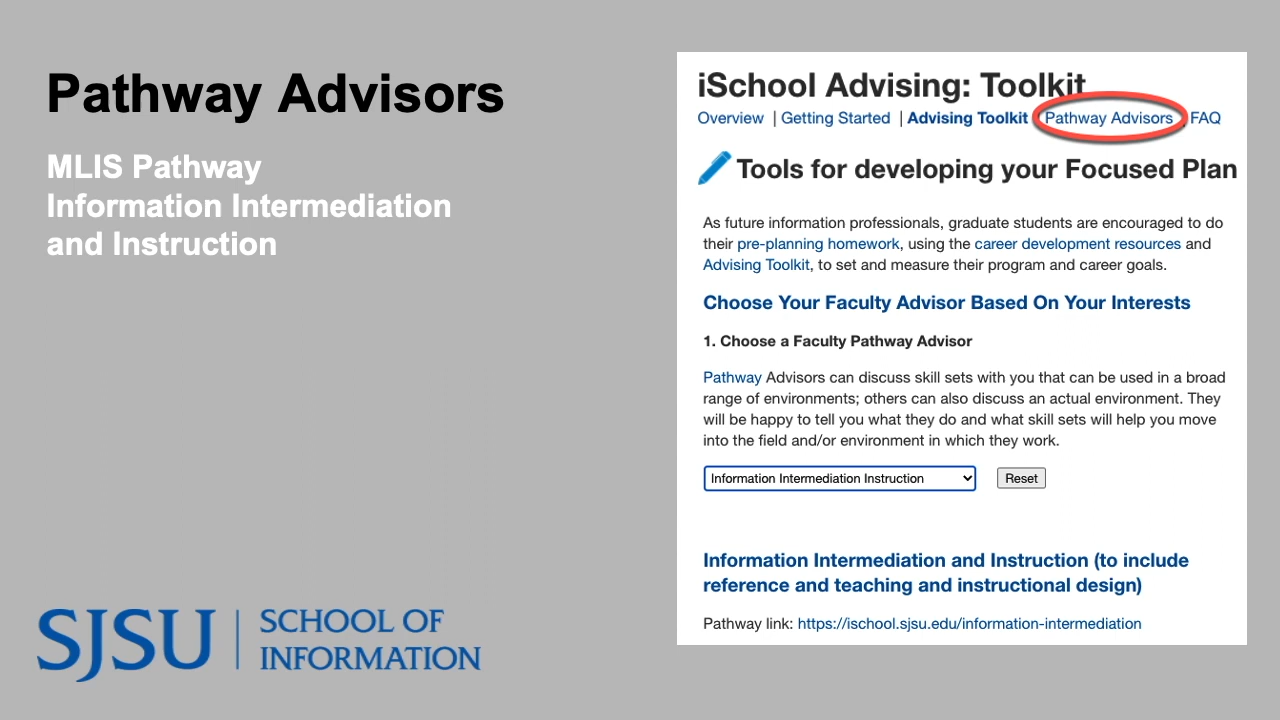 Pathway Advisors
MLIS Pathway
Information Intermediation
and Instruction
SJSU | SCHOOL OF
INFORMATION
iSchool Advising: Toolkit
Overview | Getting Started | Advising Toolkit | Pathway Advisors | FAQ
Tools for developing your Focused Plan
As future information professionals, graduate students are encouraged to do
their pre-planning homework, using the career development resources and
Advising Toolkit, to set and measure their program and career goals.
Choose Your Faculty Advisor Based On Your Interests
1. Choose a Faculty Pathway Advisor
Pathway Advisors can discuss skill sets with you that can be used in a broad
range of environments; others can also discuss an actual environment. They
will be happy to tell you what they do and what skill sets will help you move
into the field and/or environment in which they work.
Information Intermediation Instruction Reset
Information Intermediation and Instruction (to include
reference and teaching and instructional design)
Pathway link: https://ischool.sjsu.edu/information-intermediation